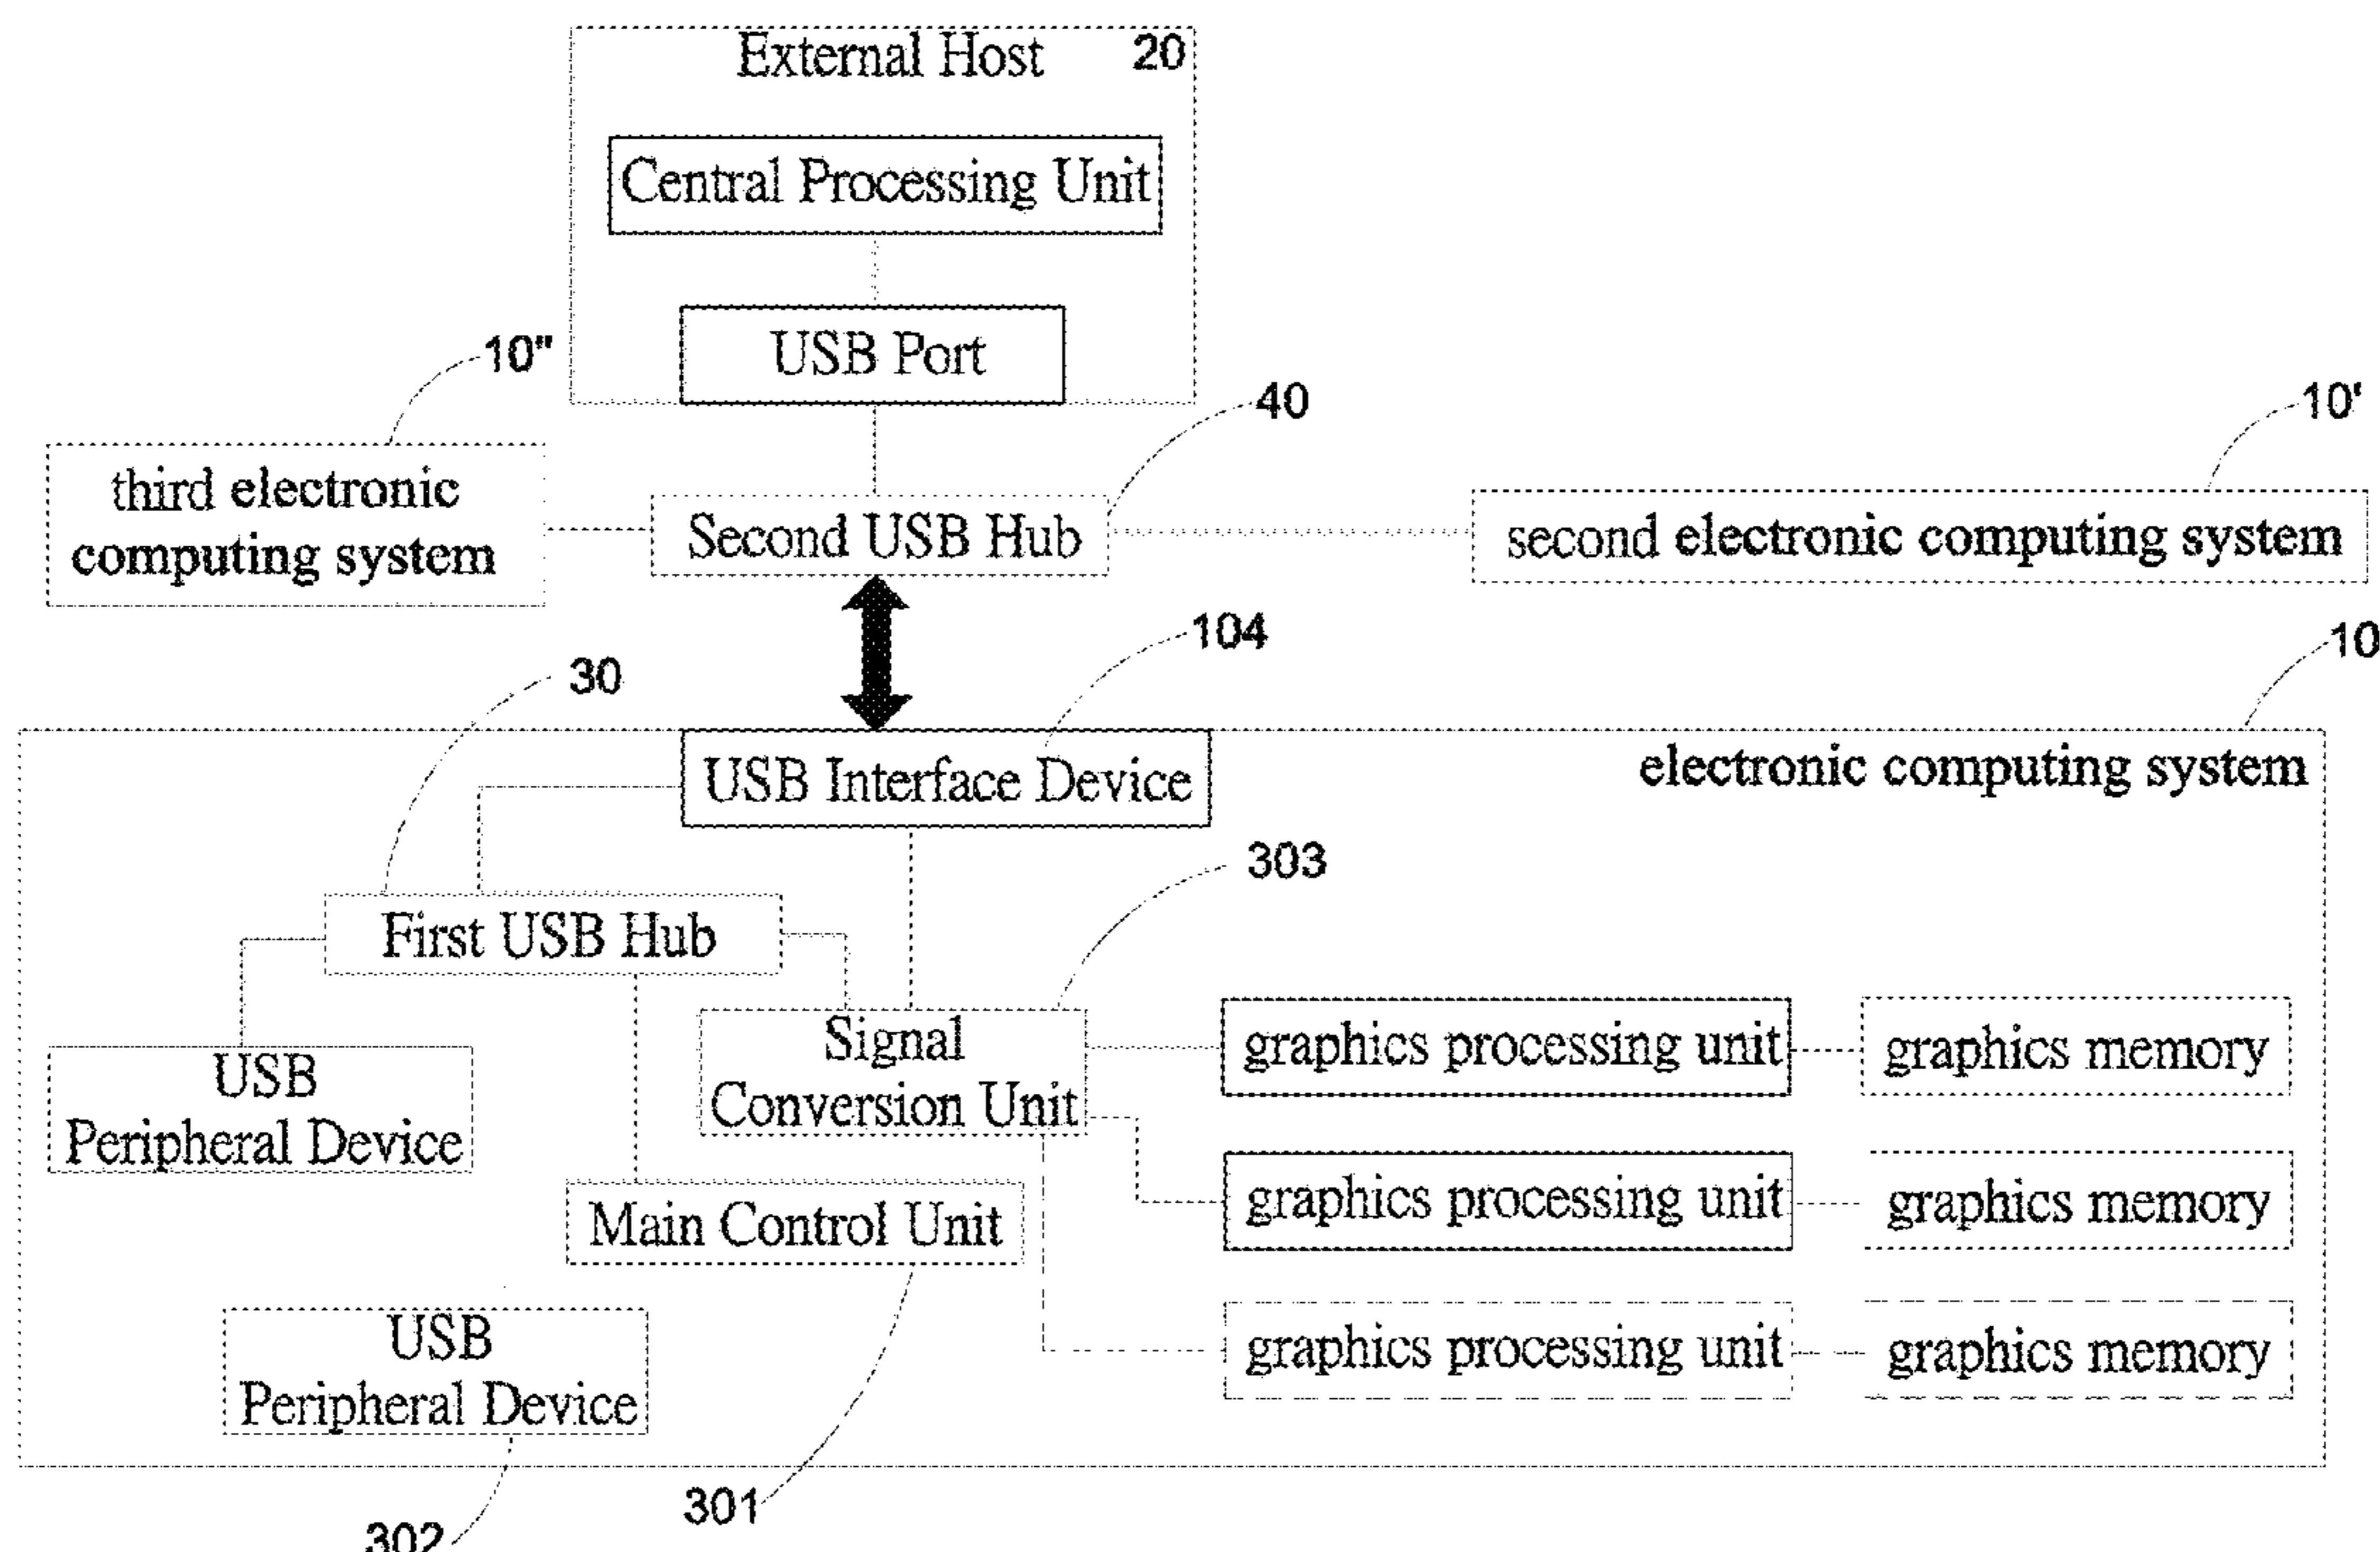 External Host
20
Central Processing Unit
USB Port
10"
40
10'
third electronic
computing system
Second USB Hub
second electronic computing system
104
10
30
USB Interface Device
electronic computing system
303
First USB Hub
Signal
Conversion Unit
graphics processing unit
graphics memory
USB
Peripheral Device
graphics processing unit
graphics memory
Main Control Unit
USB
Peripheral Device
graphics processing unit
graphics memory
301
302